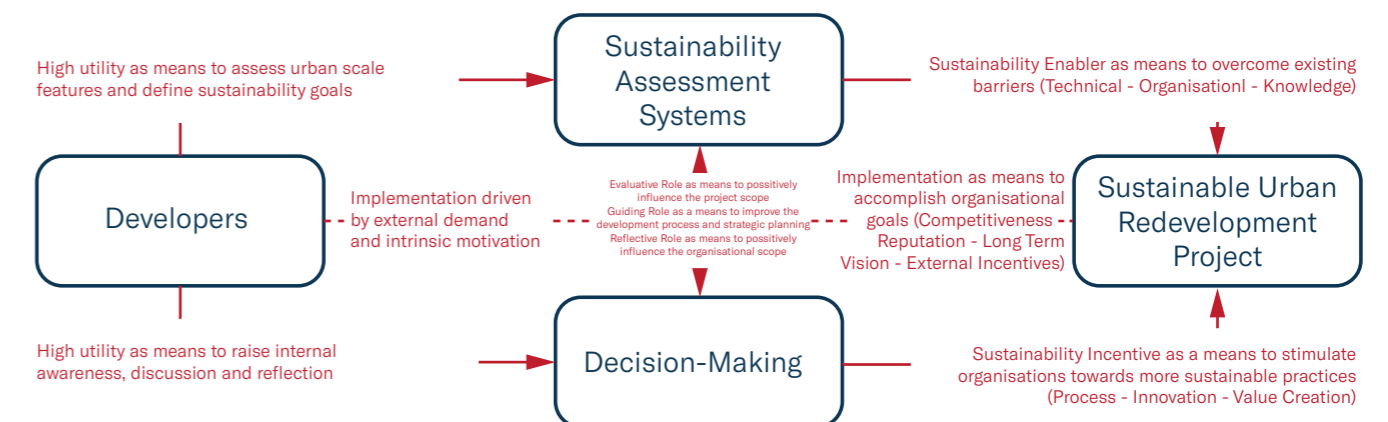 Sustainability
Assessment
Systems
High utility as means to assess urban scale
features and define sustainability goals
Sustainability Enabler as means to overcome existing
barriers (Technical - Organisationl - Knowledge)
Developers
Implementation driven
by external demand
and intrinsic motivation
Evaluative Role as means to possitively
influence the project scope
Guiding Role as a means to improve the
development process and strategic planning
Reflective Role as means to possitively
influence the organisational scope
Implementation as means to
accomplish organisational
goals (Competitiveness
Reputation - Long Term
Vision - External Incentives)
Sustainable Urban
Redevelopment
Project
High utility as means to raise internal
awareness, discussion and reflection
Decision-Making
Sustainability Incentive as a means to stimulate
organisations towards more sustainable practices
(Process - Innovation - Value Creation)